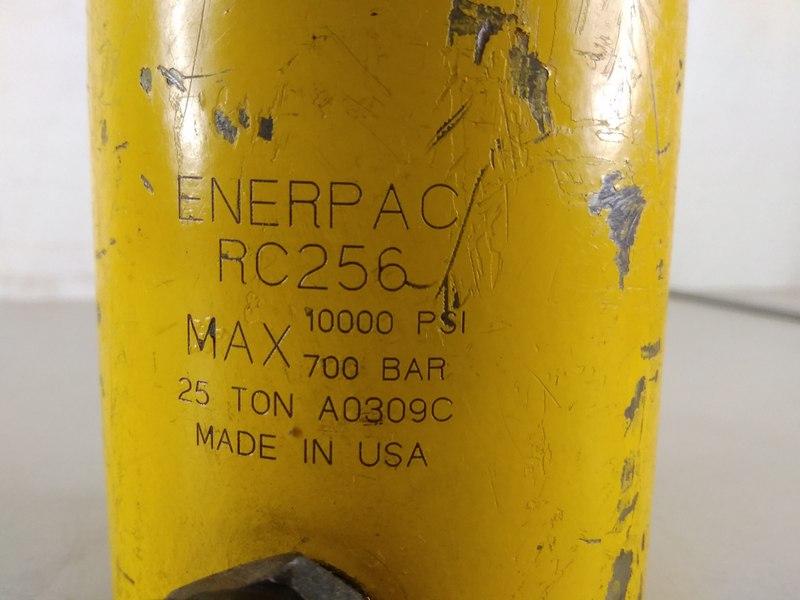 ENERPAC
RC256
MAX 10000 PSI
700 BAR
25 TON A0309C
MADE IN USA